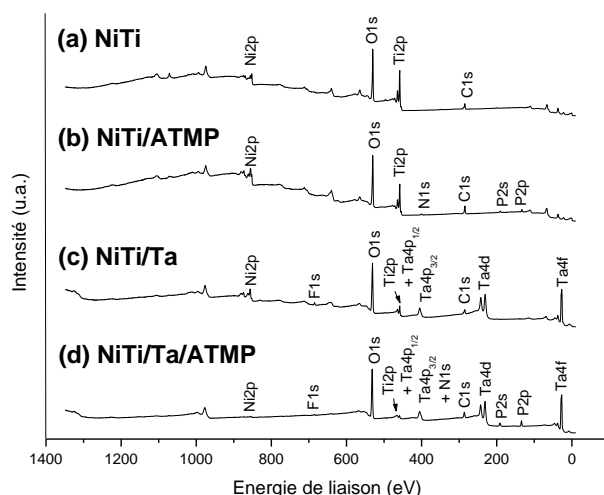 (a) NiTi
Ni2p
O1s
Ti2p
C1s
(b) NiTi/ATMP
Ni2p
O1s
Ti2p
N1s
C1s
P2s
P2p
(c) NiTi/Ta
Ni2p
F1s
O1s
Ti2p
+ Ta4p1/2
Ta4p3/2
C1s
Ta4d
Ta4f
(d) NiTi/Ta/ATMP
Ni2p
F1s
O1s
Ti2p
+ Ta4p1/2
Ta4p3/2
+ N1s
C1s
Ta4d
P2s
P2p
Ta4f
Intensité (u.a.)
1400 1200 1000 800 600 400 200 0
Energie de liaison (eV)